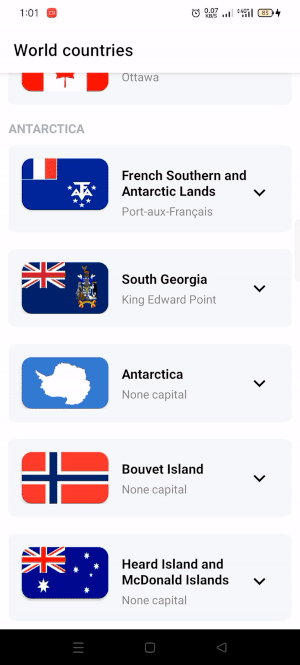 1:01
0.07
KB/S
4G+
85
World countries
Ottawa
ANTARCTICA
French Southern and
Antarctic Lands
Port-aux-Français
South Georgia
King Edward Point
Antarctica
None capital
Bouvet Island
None capital
Heard Island and
McDonald Islands
None capital